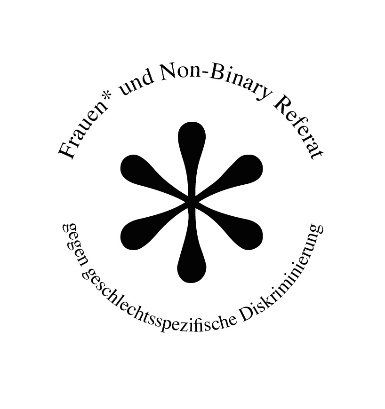 Frauen* und Non-Binary Referat
gegen geschlechtsspezifische Diskriminierung